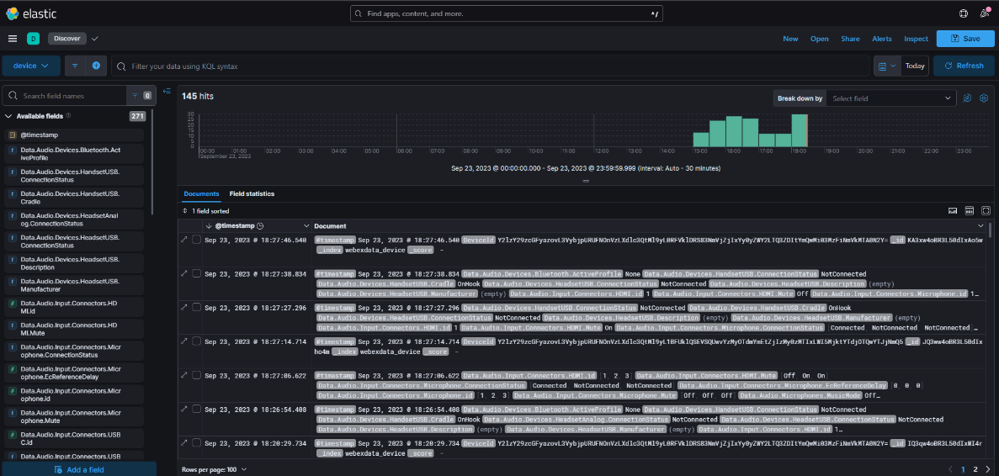 elastic
Find apps, content, and more.
^/
D
Discover
New
Open
Share
Alerts
Inspect
Save
device
Filter your data using KQL syntax
Today
Refresh
Search field names
0
Available fields
271
@timestamp
Data.Audio.Devices.Bluetooth.Act
iveProfile
Data.Audio.Devices.HandsetUSB.
ConnectionStatus
Data.Audio.Devices.HandsetUSB.
Cradle
Data.Audio.Devices.HeadsetAnal
og.ConnectionStatus
Data.Audio.Devices.HeadsetUSB.
ConnectionStatus
Data.Audio.Devices.HeadsetUSB.
Description
Data.Audio.Devices.HeadsetUSB.
Manufacturer
Data.Audio.Input.Connectors.HD
MI.id
Data.Audio.Input.Connectors.HD
MI.Mute
Data.Audio.Input.Connectors.Micr
ophone.ConnectionStatus
Data.Audio.Input.Connectors.Micr
ophone.EcReferenceDelay
Data.Audio.Input.Connectors.Micr
ophone.id
Data.Audio.Input.Connectors.Micr
ophone.Mute
Data.Audio.Input.Connectors.USB
C.id
Data.Audio.Input.Connectors.USB
Add a field
145 hits
Break down by
Select field
30
25
20
15
10
5
0
00:00 01:00 02:00 03:00 04:00 05:00 06:00 07:00 08:00 09:00 10:00 11:00 12:00 13:00 14:00 15:00 16:00 17:00 18:00 19:00 20:00 21:00 22:00 23:00
September 23, 2023
Sep 23, 2023 @ 00:00:00.000 - Sep 23, 2023 @ 23:59:59.999 (interval: Auto - 30 minutes)
Documents
Field statistics
1 field sorted
@timestamp
Document
Sep 23, 2023 @ 18:27:46.540
@timestamp Sep 23, 2023 @ 18:27:46.540 DeviceId
_index webexdata_device _score -
Sep 23, 2023 @ 18:27:38.834
@timestamp Sep 23, 2023 @ 18:27:38.834 Data.Audio.Devices.Bluetooth.ActiveProfile None Data.Audio.Devices.HandsetUSB.ConnectionStatus NotConnected
Data.Audio.Devices.HandsetUSB.Cradle OnHook Data.Audio.Devices.HeadsetUSB.ConnectionStatus NotConnected Data.Audio.Devices.HeadsetUSB.Description (empty)
Data.Audio.Devices.HeadsetUSB.Manufacturer (empty) Data.Audio.Input.Connectors.HDMI.id 1 Data.Audio.Input.Connectors.HDMI.Mute Off Data.Audio.Input.Connectors.Microphone.id 1…
Sep 23, 2023 @ 18:27:27.296
@timestamp Sep 23, 2023 @ 18:27:27.296 Data.Audio.Devices.HandsetUSB.ConnectionStatus NotConnected Data.Audio.Devices.HandsetUSB.Cradle OnHook
Data.Audio.Devices.HeadsetUSB.ConnectionStatus NotConnected Data.Audio.Devices.HeadsetUSB.Description (empty) Data.Audio.Devices.HeadsetUSB.Manufacturer (empty)
Data.Audio.Input.Connectors.HDMI.id 1 Data.Audio.Input.Connectors.HDMI.Mute On Data.Audio.Input.Connectors.Microphone.ConnectionStatus Connected NotConnected NotConnected…
Sep 23, 2023 @ 18:27:14.714
@timestamp Sep 23, 2023 @ 18:27:14.714 DeviceId
_index webexdata_device _score -
Sep 23, 2023 @ 18:27:06.622
@timestamp Sep 23, 2023 @ 18:27:06.622 Data.Audio.Input.Connectors.HDMI.id 1 2 3 Data.Audio.Input.Connectors.HDMI.Mute Off On On
Data.Audio.Input.Connectors.Microphone.ConnectionStatus Connected NotConnected NotConnected Data.Audio.Input.Connectors.Microphone.EcReferenceDelay 0 0 0
Data.Audio.Input.Connectors.Microphone.id 1 2 3 Data.Audio.Input.Connectors.Microphone.Mute Off Off Off Data.Audio.Microphones.MusicMode Off…
Sep 23, 2023 @ 18:26:54.408
@timestamp Sep 23, 2023 @ 18:26:54.408 Data.Audio.Devices.Bluetooth.ActiveProfile None Data.Audio.Devices.HandsetUSB.ConnectionStatus NotConnected
Data.Audio.Devices.HandsetUSB.Cradle OnHook Data.Audio.Devices.HeadsetAnalog.ConnectionStatus NotConnected Data.Audio.Devices.HeadsetUSB.ConnectionStatus NotConnected
Data.Audio.Devices.HeadsetUSB.Description (empty) Data.Audio.Devices.HeadsetUSB.Manufacturer (empty) Data.Audio.Input.Connectors.HDMI.id 1…
Sep 23, 2023 @ 18:20:29.734
@timestamp Sep 23, 2023 @ 18:20:29.734 DeviceId
_index webexdata_device _score -
Rows per page: 100
1 2